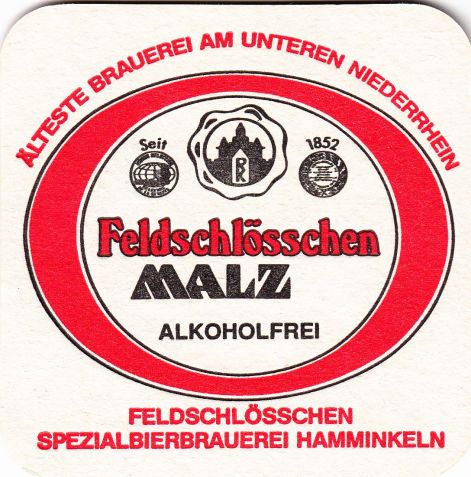 ÄLTESTE BRAUEREI AM UNTEREN NIEDERRHEIN
Seit 1852
Feldschlösschen
MALZ
ALKOHOLFREI
FELDSCHLÖSSCHEN
SPEZIALBIERBRAUEREI HAMMINKELN